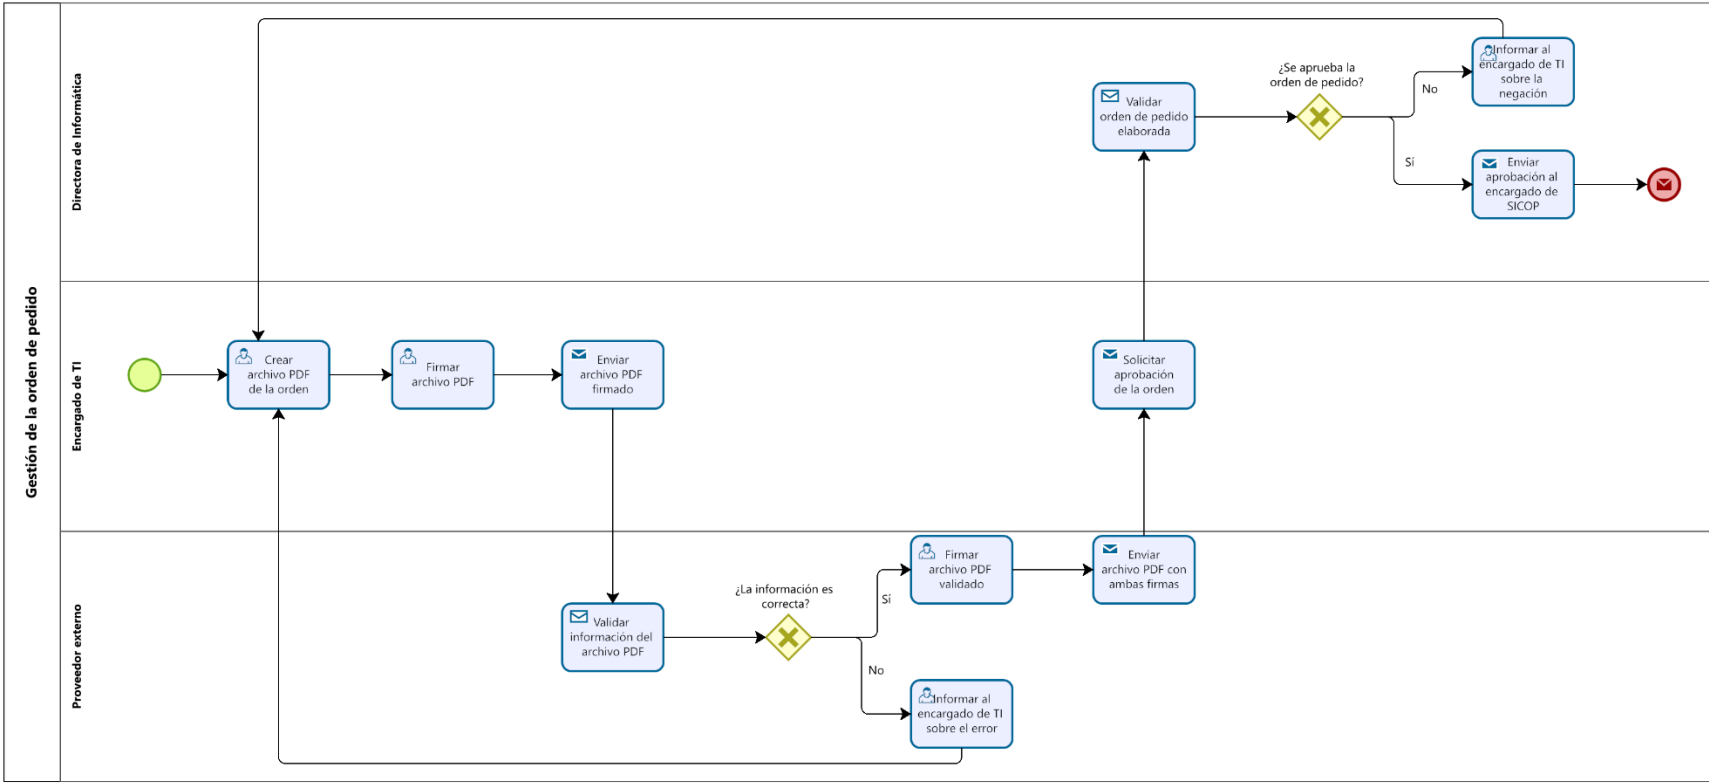 Gestión de la orden de pedido
Directora de Informática
¿Se aprueba la
orden de pedido?
Informar al
encargado de TI
sobre la
negación
No
Validar
orden de pedido
elaborada
Sí
Enviar
aprobación al
encargado de
SICOP
Encargado de TI
Crear
archivo PDF
de la orden
Firmar
archivo PDF
Enviar
archivo PDF
firmado
Solicitar
aprobación
de la orden
Proveedor externo
Validar
información del
archivo PDF
¿La información es
correcta?
Sí
Firmar
archivo PDF
validado
Enviar
archivo PDF con
ambas firmas
No
Informar al
encargado de TI
sobre el error